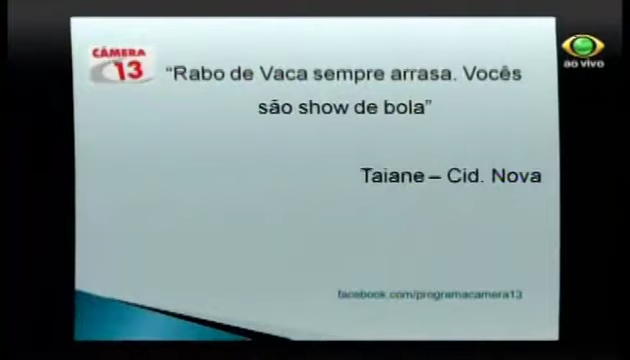 CÂMERA
13
"Rabo de Vaca sempre arrasa. Vocês
são show de bola"
Taiane – Cid. Nova
facebook.com/programacamera13
ao vivo